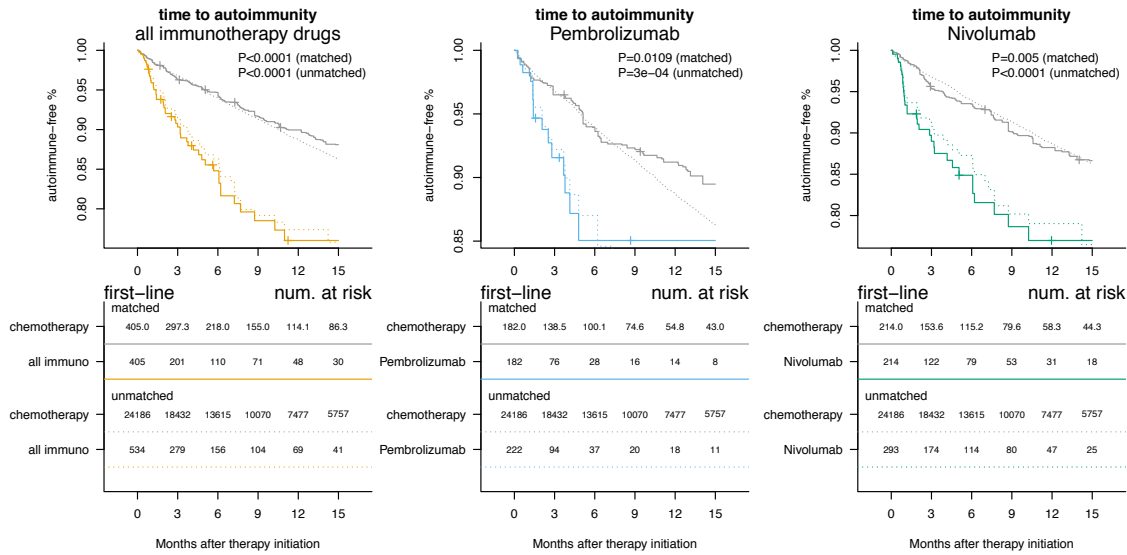 time to autoimmunity
all immunotherapy drugs
P<0.0001 (matched)
P<0.0001 (unmatched)
autoimmune−free %
1.00
0.95
0.90
0.85
0.80
0 3 6 9 12 15
time to autoimmunity
Pembrolizumab
P=0.0109 (matched)
P=3e−04 (unmatched)
autoimmune−free %
1.00
0.95
0.90
0.85
0 3 6 9 12 15
time to autoimmunity
Nivolumab
P=0.005 (matched)
P<0.0001 (unmatched)
autoimmune−free %
1.00
0.95
0.90
0.85
0.80
0 3 6 9 12 15
first−line num. at risk
matched
chemotherapy 405.0 297.3 218.0 155.0 114.1 86.3
all immuno 405 201 110 71 48 30
unmatched
chemotherapy 24186 18432 13615 10070 7477 5757
all immuno 534 279 156 104 69 41
0 3 6 9 12 15
Months after therapy initiation
first−line num. at risk
matched
chemotherapy 182.0 138.5 100.1 74.6 54.8 43.0
Pembrolizumab 182 76 28 16 14 8
unmatched
chemotherapy 24186 18432 13615 10070 7477 5757
Pembrolizumab 222 94 37 20 18 11
0 3 6 9 12 15
Months after therapy initiation
first−line num. at risk
matched
chemotherapy 214.0 153.6 115.2 79.6 58.3 44.3
Nivolumab 214 122 79 53 31 18
unmatched
chemotherapy 24186 18432 13615 10070 7477 5757
Nivolumab 293 174 114 80 47 25
0 3 6 9 12 15
Months after therapy initiation